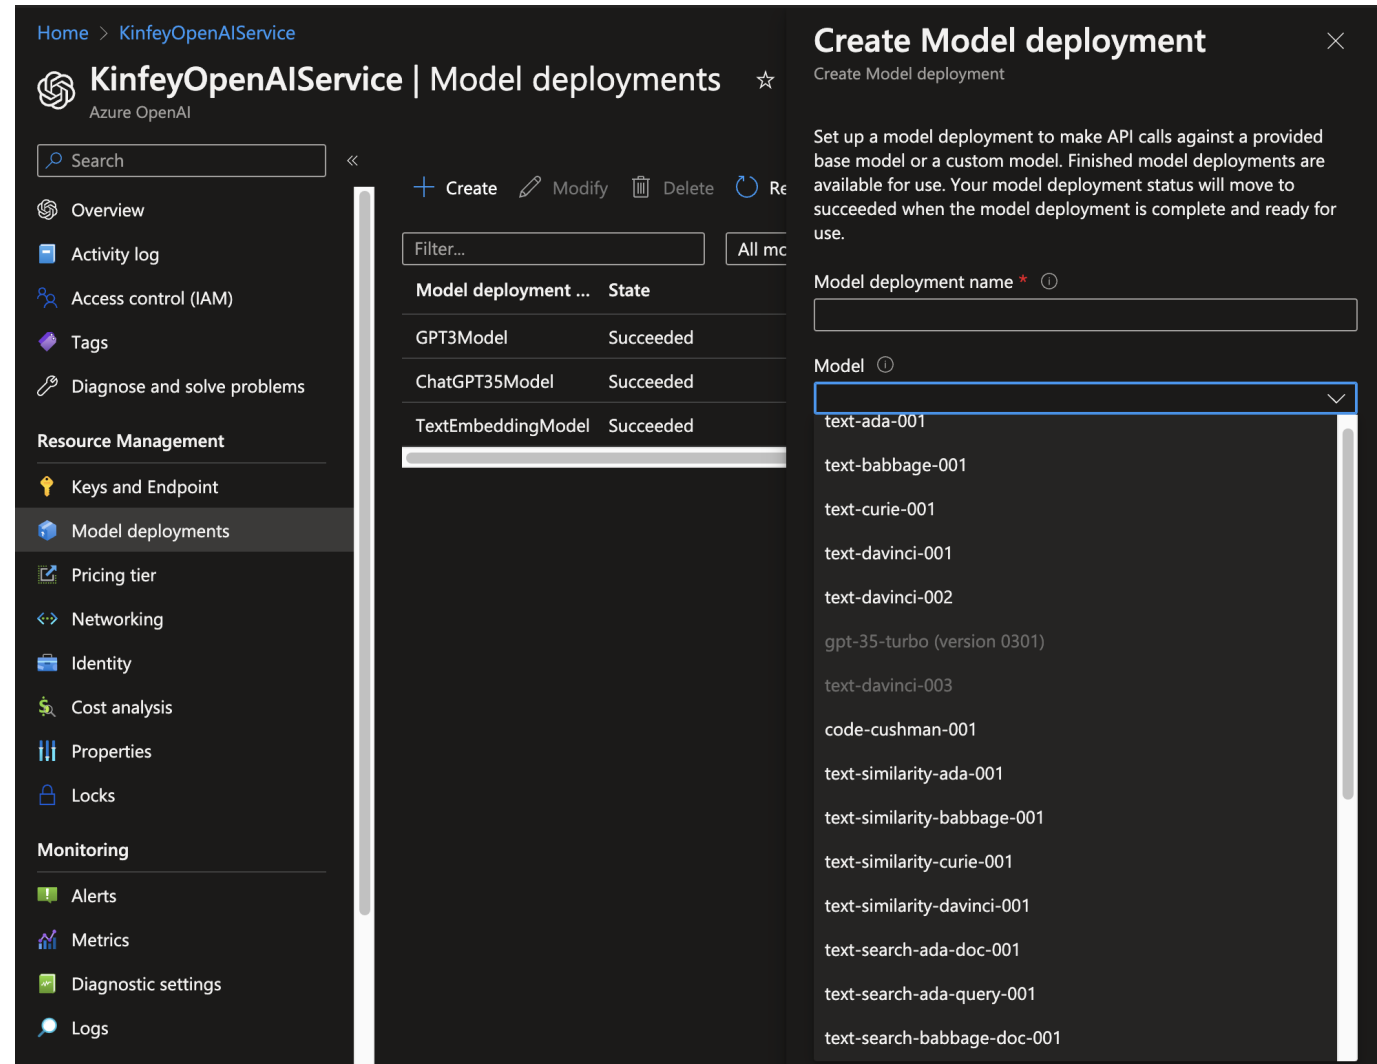 Home > KinfeyOpenAIService
KinfeyOpenAIService | Model deployments
Azure OpenAI
Search
«
Overview
Activity log
Access control (IAM)
Tags
Diagnose and solve problems
Resource Management
Keys and Endpoint
Model deployments
Pricing tier
Networking
Identity
Cost analysis
Properties
Locks
Monitoring
Alerts
Metrics
Diagnostic settings
Logs
+ Create Modify Delete Re
Filter... All mo
Model deployment ... State
GPT3Model Succeeded
ChatGPT35Model Succeeded
TextEmbeddingModel Succeeded
Create Model deployment
Create Model deployment
Set up a model deployment to make API calls against a provided
base model or a custom model. Finished model deployments are
available for use. Your model deployment status will move to
succeeded when the model deployment is complete and ready for
use.
Model deployment name *
Model
text-ada-001
text-babbage-001
text-curie-001
text-davinci-001
text-davinci-002
gpt-35-turbo (version 0301)
text-davinci-003
code-cushman-001
text-similarity-ada-001
text-similarity-babbage-001
text-similarity-curie-001
text-similarity-davinci-001
text-search-ada-doc-001
text-search-ada-query-001
text-search-babbage-doc-001